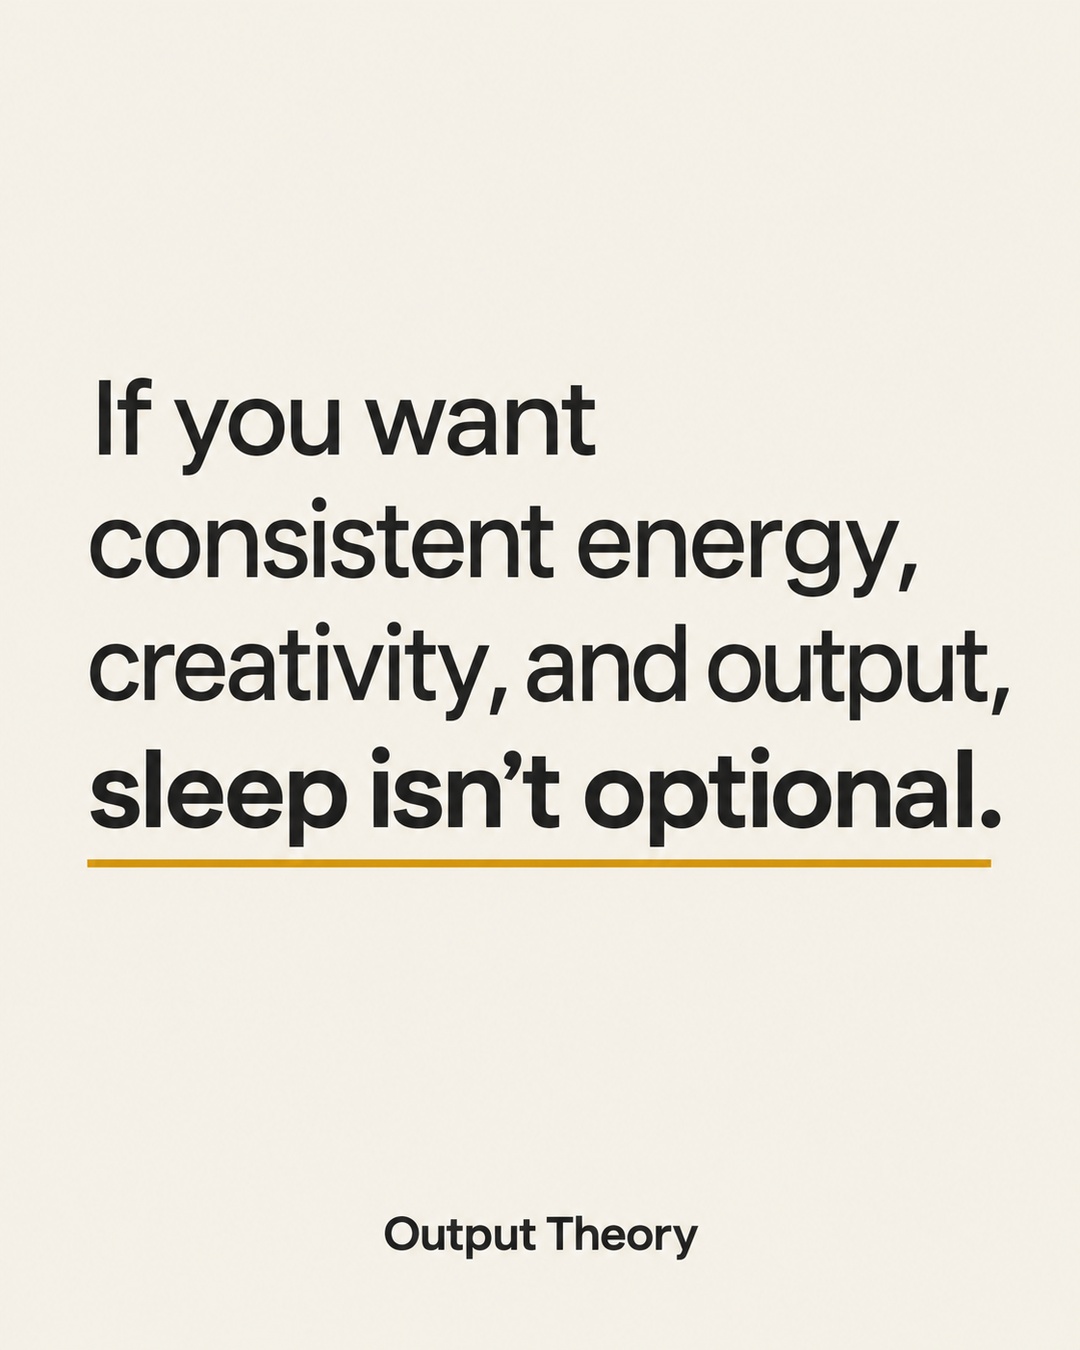 If you want
consistent energy,
creativity, and output,
sleep isn’t optional.
Output Theory